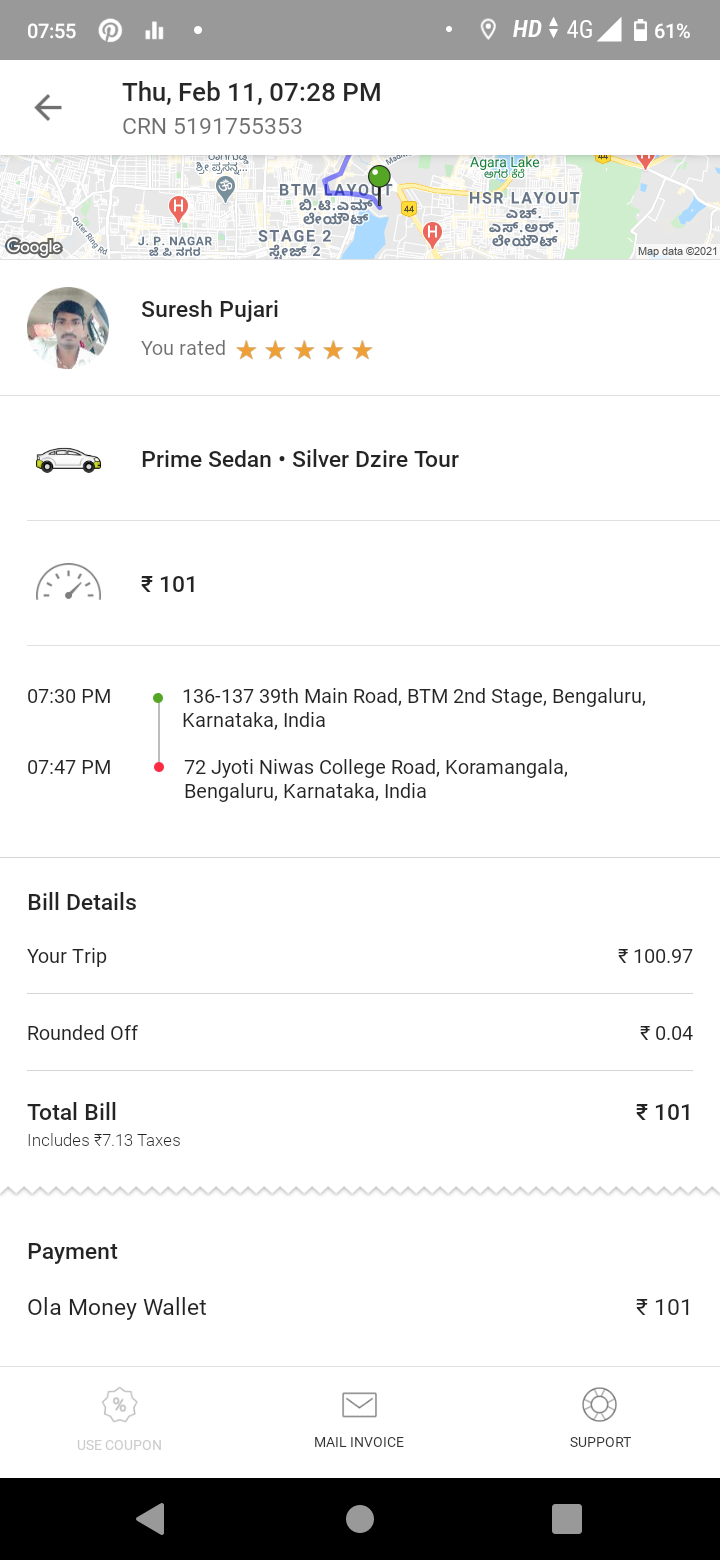 07:55
HD 4G 61%
Thu, Feb 11, 07:28 PM
CRN 5191755353
ಶ್ರೀ ಪ್ರಸನ್ನ...
Agara Lake
ಅಗರ ಕೆರೆ
44
BTM LAYOUT
ಬಿ.ಟಿ.ಎಮ್
ಲೇಯೌಟ್
44
HSR LAYOUT
ಎಚ್.
ಎಸ್.ಆರ್.
ಲೇಯೌಟ್
H
H
H
Outer Ring Rd
J. P. NAGAR
ಜೆ ಪಿ ನಗರ
STAGE 2
ಸ್ಟೇಜ್ 2
Google
Map data ©2021
Suresh Pujari
You rated
Prime Sedan • Silver Dzire Tour
₹ 101
07:30 PM 136-137 39th Main Road, BTM 2nd Stage, Bengaluru,
Karnataka, India
07:47 PM 72 Jyoti Niwas College Road, Koramangala,
Bengaluru, Karnataka, India
Bill Details
Your Trip ₹ 100.97
Rounded Off ₹ 0.04
Total Bill ₹ 101
Includes ₹7.13 Taxes
Payment
Ola Money Wallet ₹ 101
%
USE COUPON MAIL INVOICE SUPPORT